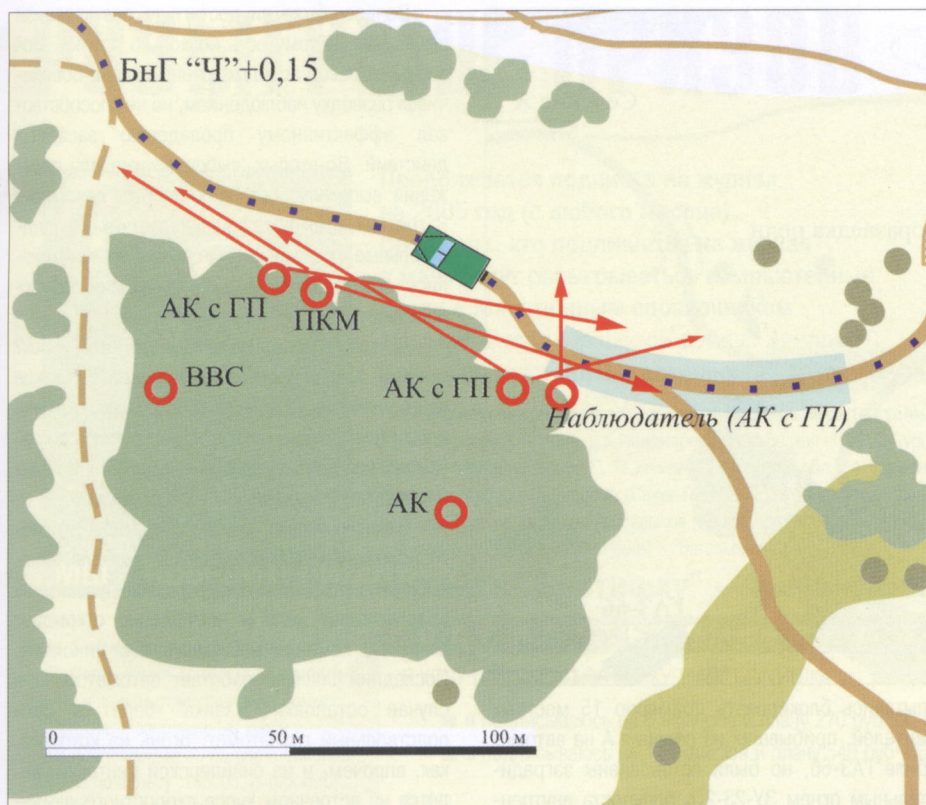 БнГ “Ч”+0,15
АК с ГП
ПКМ
ВВС
АК с ГП
Наблюдатель (АК с ГП)
АК
0 50 м 100 м